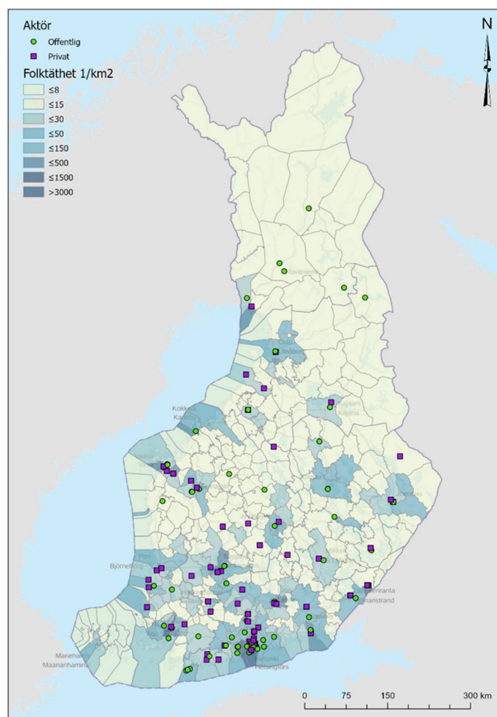 Aktör
Offentlig
Privat
Folktäthet 1/km2
≤8
≤15
≤30
≤50
≤150
≤500
≤1500
>3000
N
Kokkola
Björneborg
Helsingfors
0 75 150 300 km